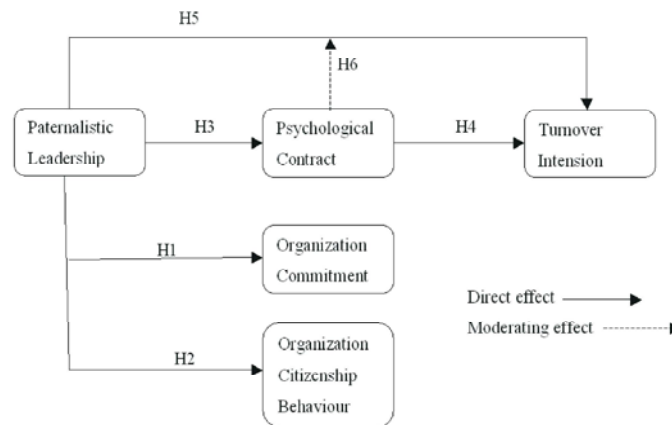 H5
H6
Paternalistic
Leadership
H3
Psychological
Contract
H4
Turnover
Intension
H1
Organization
Commitment
Direct effect
Moderating effect
H2
Organization
Citizenship
Behaviour